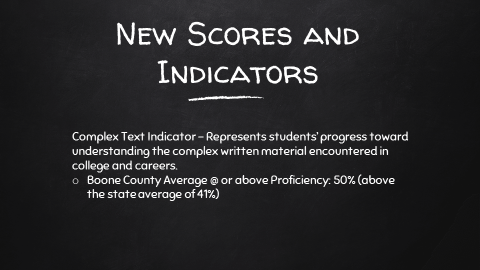 New Scores and
Indicators
Complex Text Indicator – Represents students' progress toward
understanding the complex written material encountered in
college and careers.
○ Boone County Average @ or above Proficiency: 50% (above
the state average of 41%)